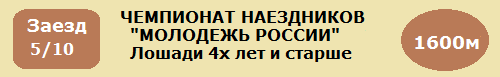 Заезд
5/10
ЧЕМПИОНАТ НАЕЗДНИКОВ
"МОЛОДЕЖЬ РОССИИ"
Лошади 4х лет и старше
1600м